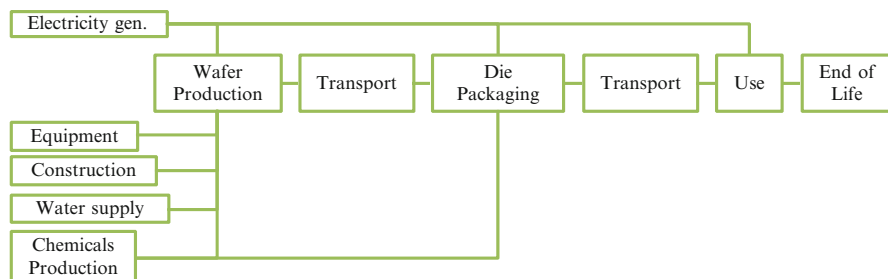 Electricity gen.
Wafer
Production
Transport
Die
Packaging
Transport
Use
End of
Life
Equipment
Construction
Water supply
Chemicals
Production